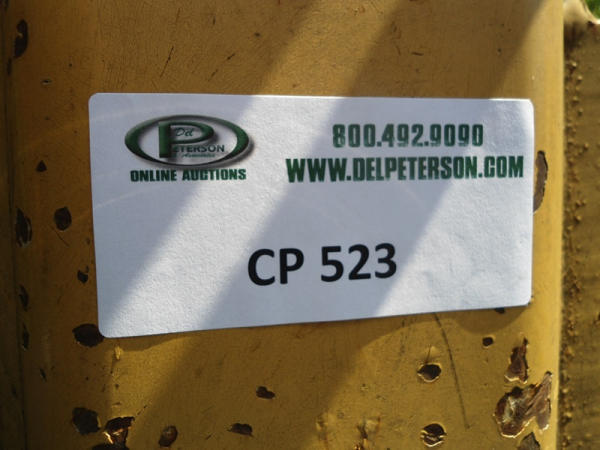 Del
PETERSON
& Associates
ONLINE AUCTIONS
800.492.9090
WWW.DELPETERSON.COM
CP 523